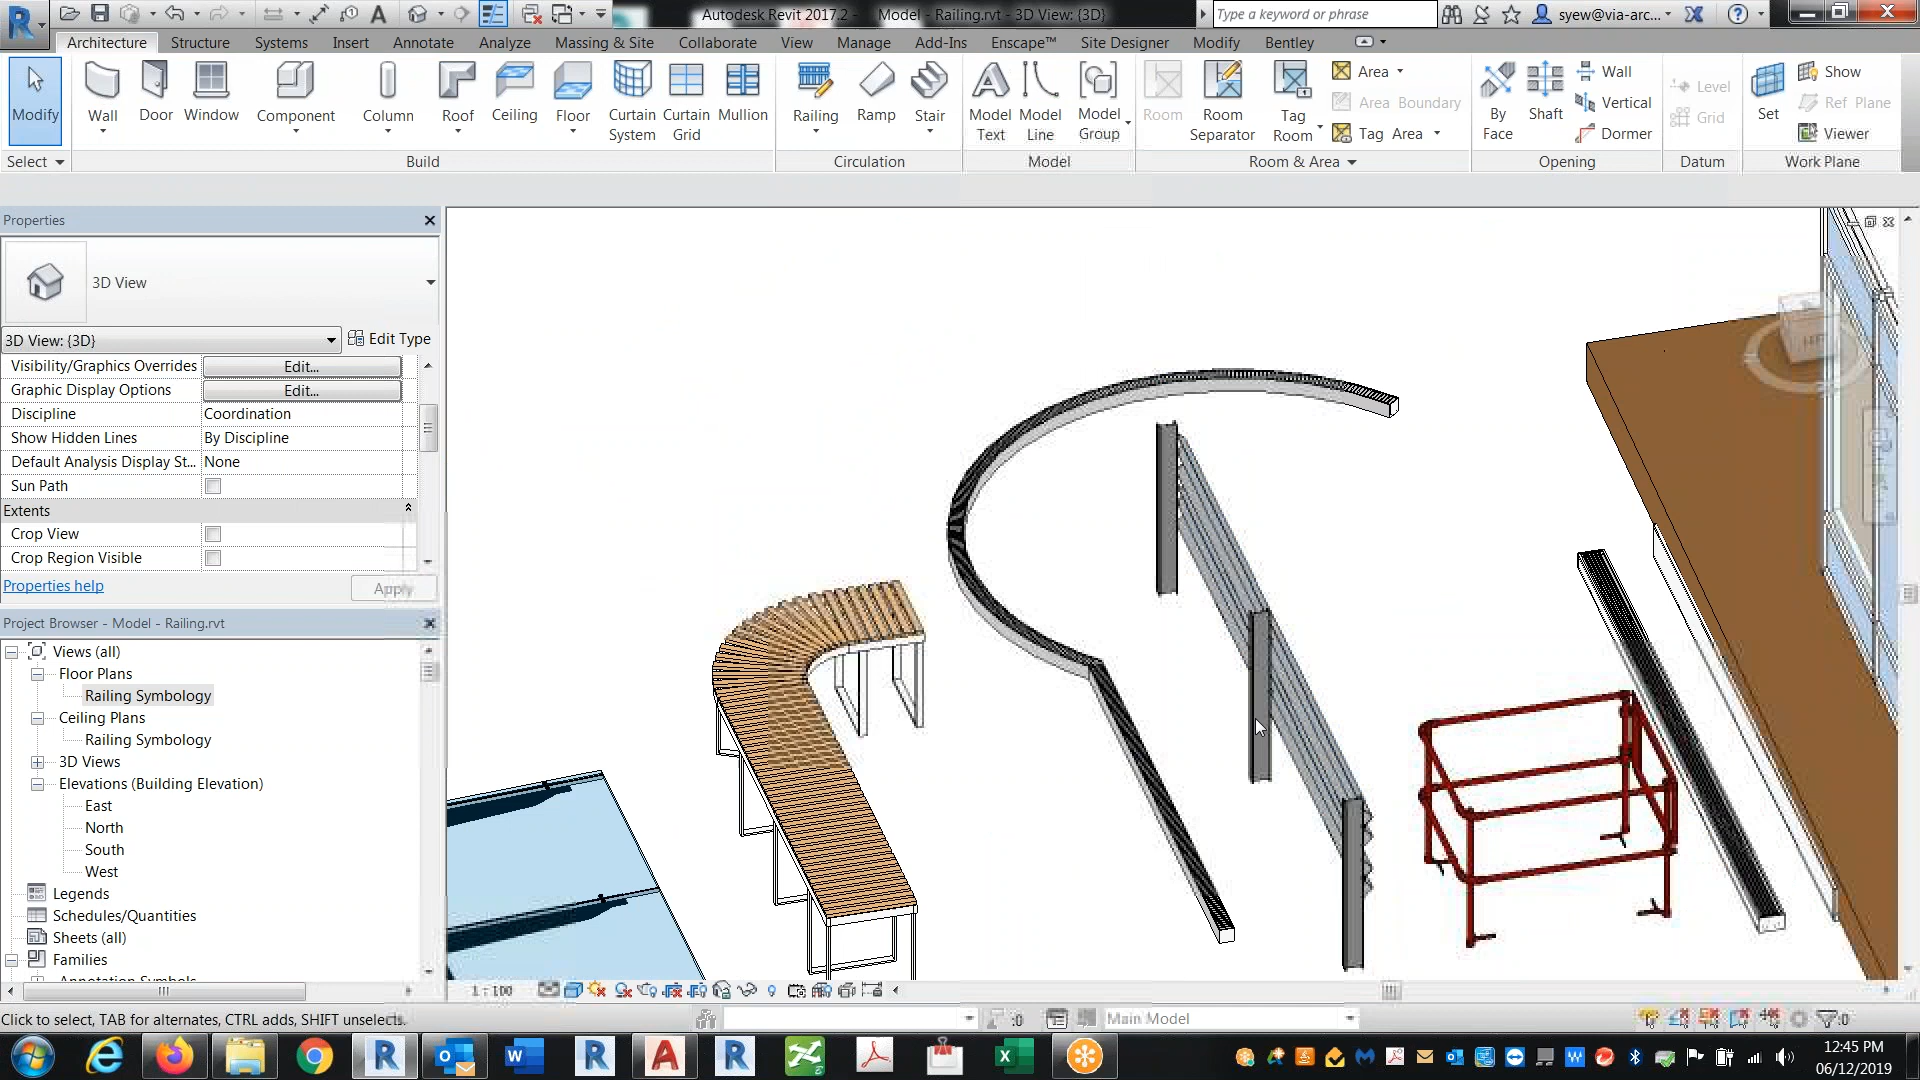 Autodesk Revit 2017.2 - Model - Railing.rvt - 3D View: {3D}
Type a keyword or phrase
syew@via-arc...
Architecture Structure Systems Insert Annotate Analyze Massing & Site Collaborate View Manage Add-Ins Enscape™ Site Designer Modify Bentley
Modify
Wall
Door
Window
Component
Column
Roof
Ceiling
Floor
Curtain System
Curtain Grid
Mullion
Railing
Ramp
Stair
Model Text
Model Line
Model Group
Room
Room Separator
Tag Room
Area
Area Boundary
Tag Area
By Face
Shaft
Wall
Vertical
Dormer
Level
Grid
Set
Show
Ref Plane
Viewer
Select
Build
Circulation
Model
Room & Area
Opening
Datum
Work Plane
Properties
3D View
3D View: {3D}
Edit Type
Visibility/Graphics Overrides Edit...
Graphic Display Options Edit...
Discipline Coordination
Show Hidden Lines By Discipline
Default Analysis Display St... None
Sun Path
Extents
Crop View
Crop Region Visible
Properties help
Apply
Project Browser - Model - Railing.rvt
Views (all)
Floor Plans
Railing Symbology
Ceiling Plans
Railing Symbology
3D Views
Elevations (Building Elevation)
East
North
South
West
Legends
Schedules/Quantities
Sheets (all)
Families
Annotation Symbols
1 : 100
Click to select, TAB for alternates, CTRL adds, SHIFT unselects.
:0
Main Model
:0
12:45 PM
06/12/2019